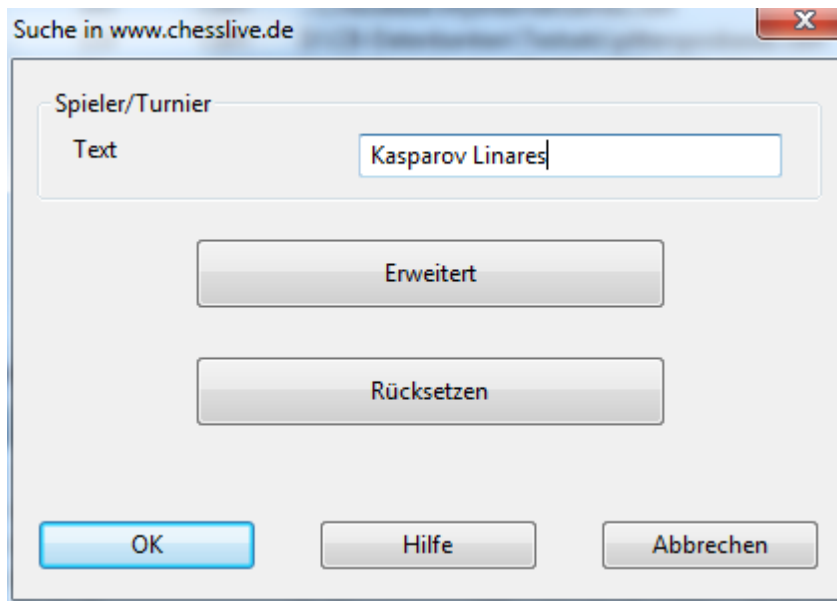 Suche in www.chesslive.de
Spieler/Turnier
Text Kasparov Linares
Erweitert
Rücksetzen
OK Hilfe Abbrechen